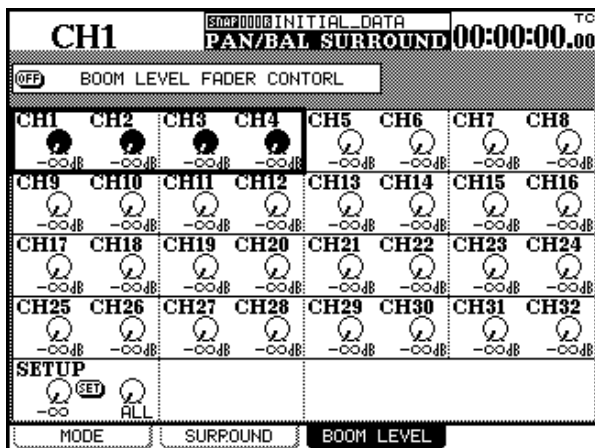 CH1 SNAP 000 INITIAL_DATA TC
PAN/BAL SURROUND 00:00:00.00
OFF BOOM LEVEL FADER CONTORL
CH1 CH2 CH3 CH4 CH5 CH6 CH7 CH8
-∞dB -∞dB -∞dB -∞dB -∞dB -∞dB -∞dB -∞dB
CH9 CH10 CH11 CH12 CH13 CH14 CH15 CH16
-∞dB -∞dB -∞dB -∞dB -∞dB -∞dB -∞dB -∞dB
CH17 CH18 CH19 CH20 CH21 CH22 CH23 CH24
-∞dB -∞dB -∞dB -∞dB -∞dB -∞dB -∞dB -∞dB
CH25 CH26 CH27 CH28 CH29 CH30 CH31 CH32
-∞dB -∞dB -∞dB -∞dB -∞dB -∞dB -∞dB -∞dB
SETUP
SET
-∞ ALL
MODE SURROUND BOOM LEVEL